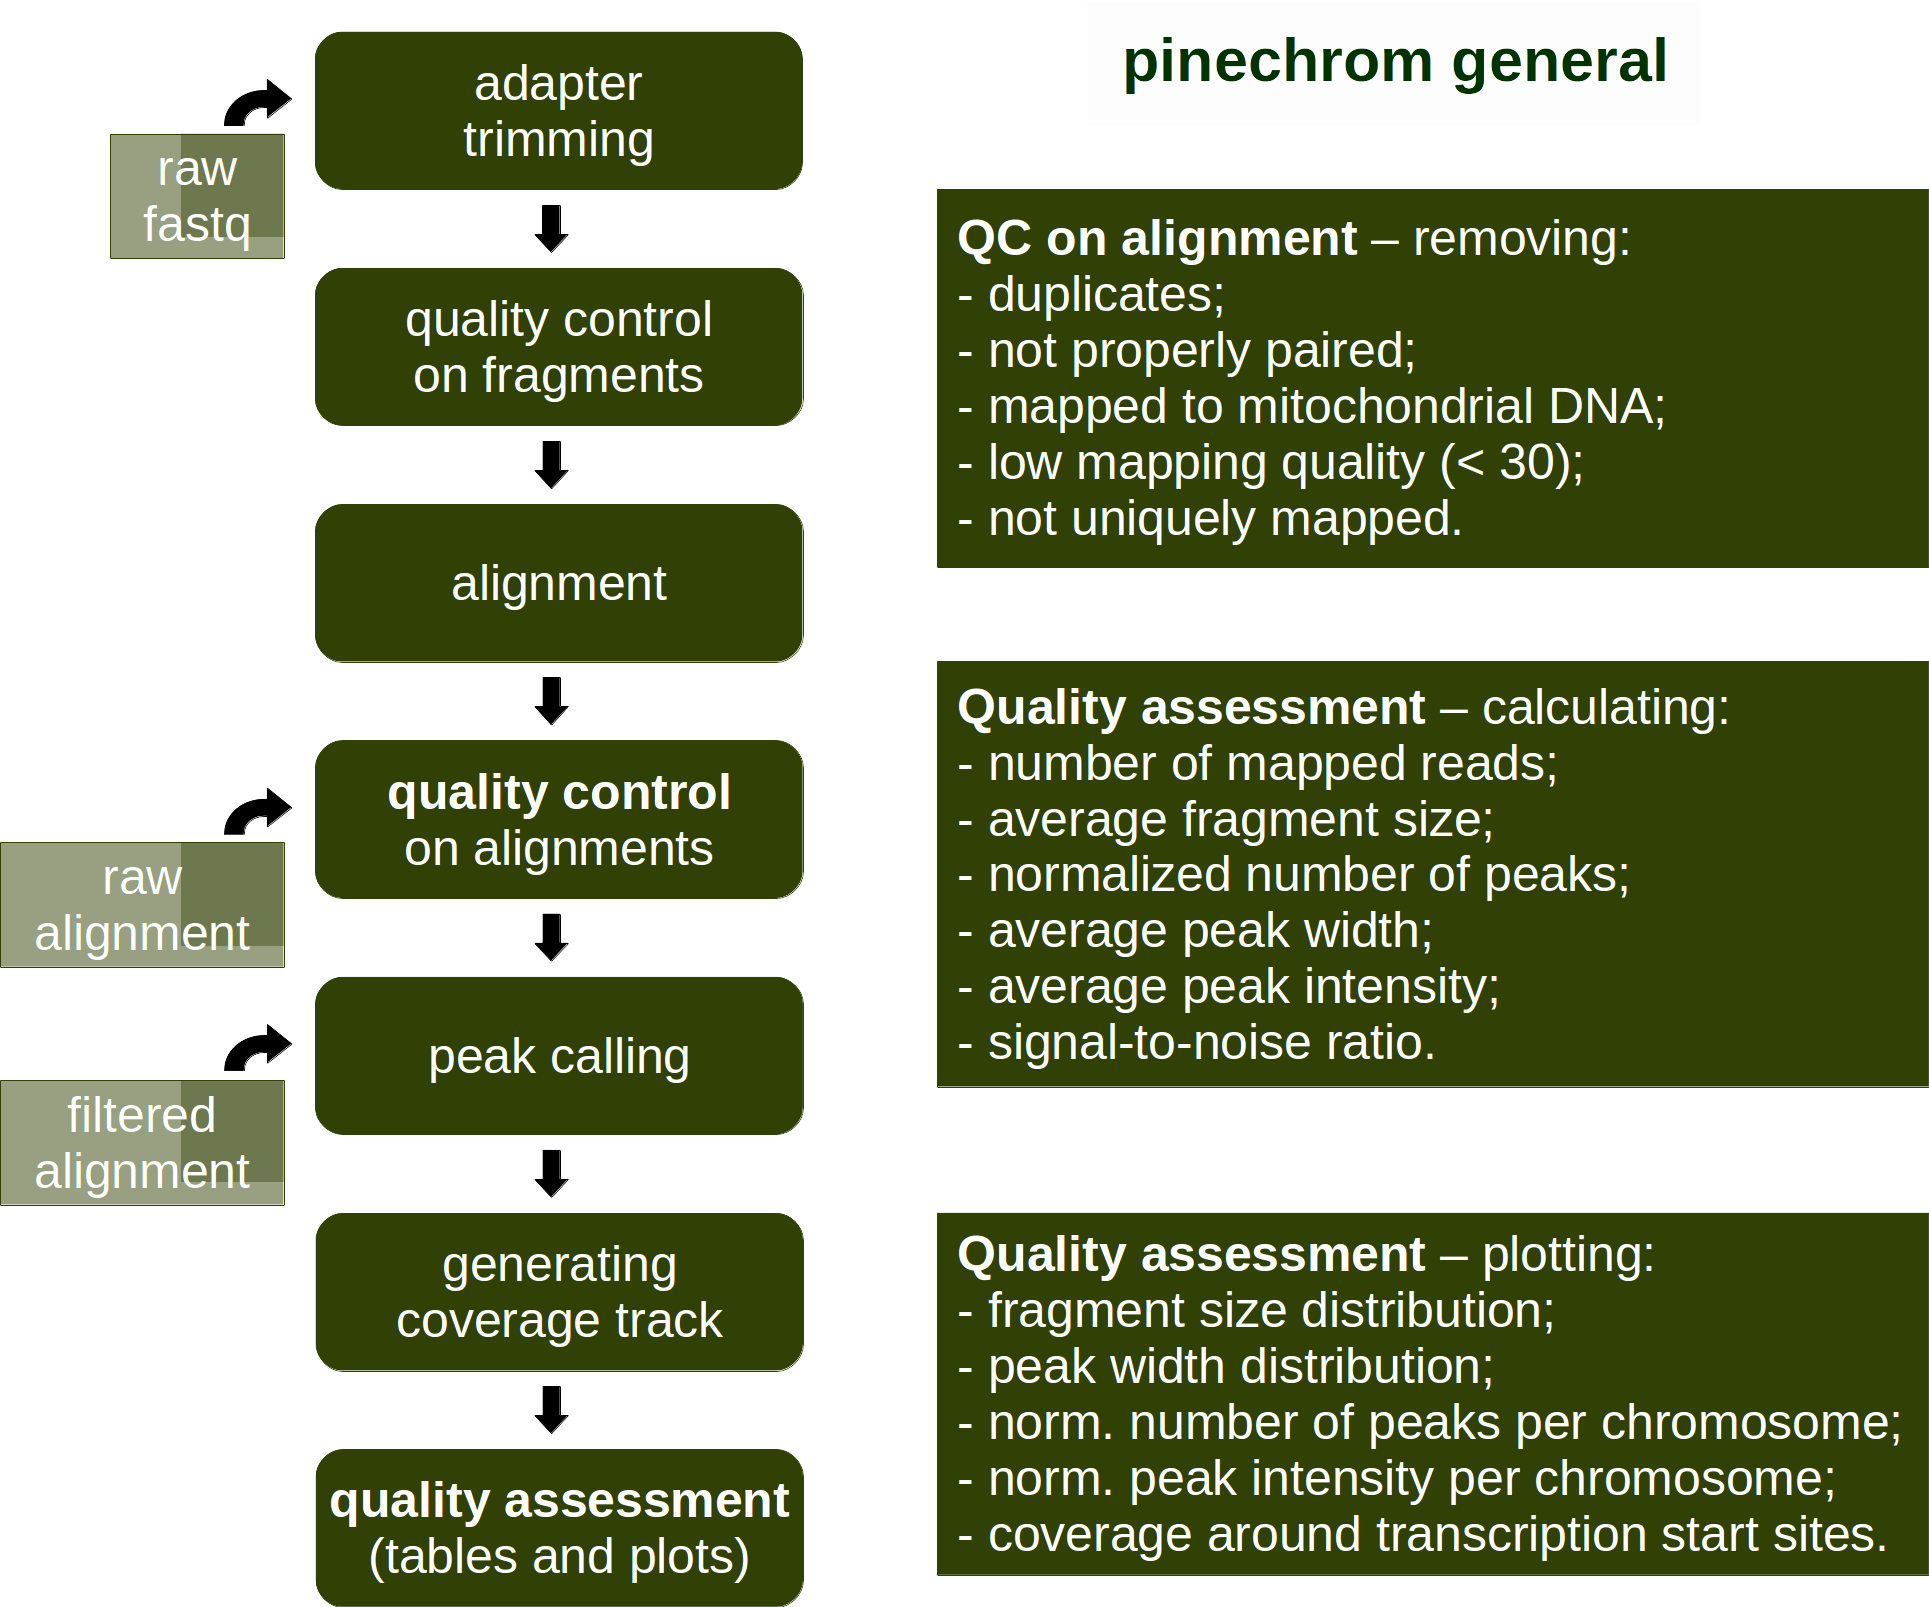 pinechrom general
adapter
trimming
raw
fastq
quality control
on fragments
alignment
quality control
on alignments
raw
alignment
peak calling
filtered
alignment
generating
coverage track
quality assessment
(tables and plots)
QC on alignment – removing:
- duplicates;
- not properly paired;
- mapped to mitochondrial DNA;
- low mapping quality (< 30);
- not uniquely mapped.
Quality assessment – calculating:
- number of mapped reads;
- average fragment size;
- normalized number of peaks;
- average peak width;
- average peak intensity;
- signal-to-noise ratio.
Quality assessment – plotting:
- fragment size distribution;
- peak width distribution;
- norm. number of peaks per chromosome;
- norm. peak intensity per chromosome;
- coverage around transcription start sites.